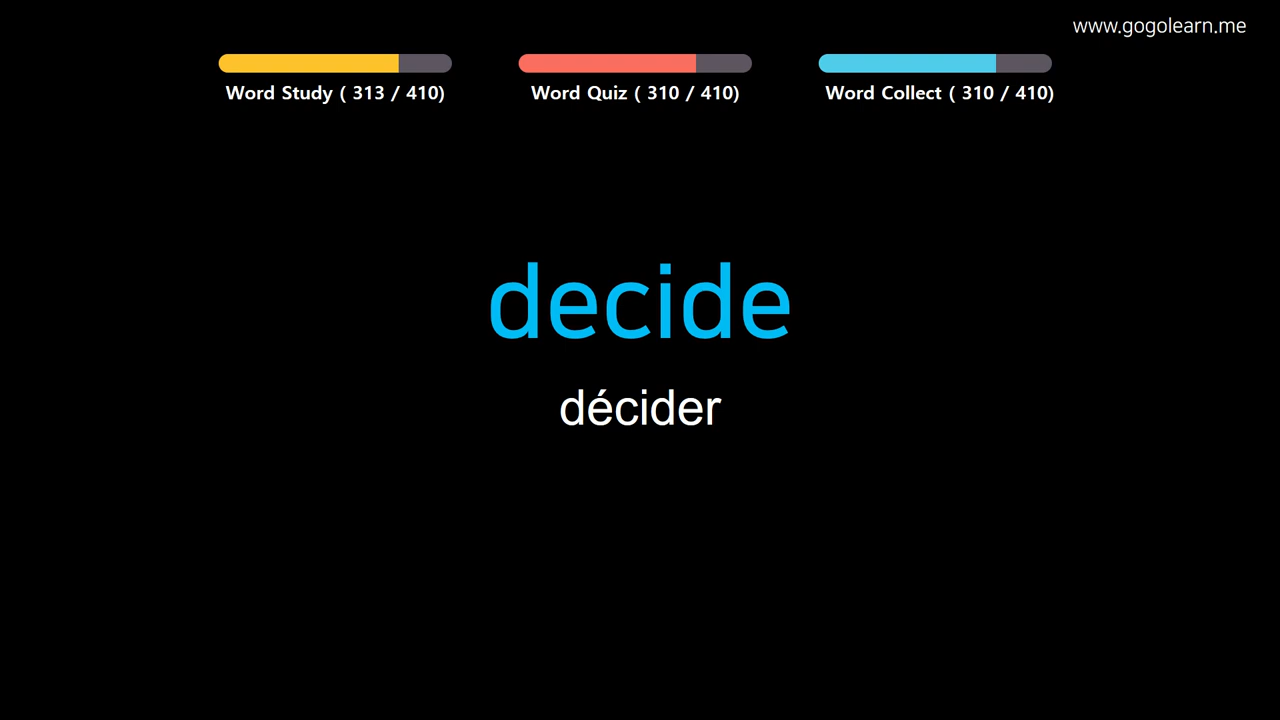 www.gogolearn.me
Word Study ( 313 / 410)
Word Quiz ( 310 / 410)
Word Collect ( 310 / 410)
decide
décider